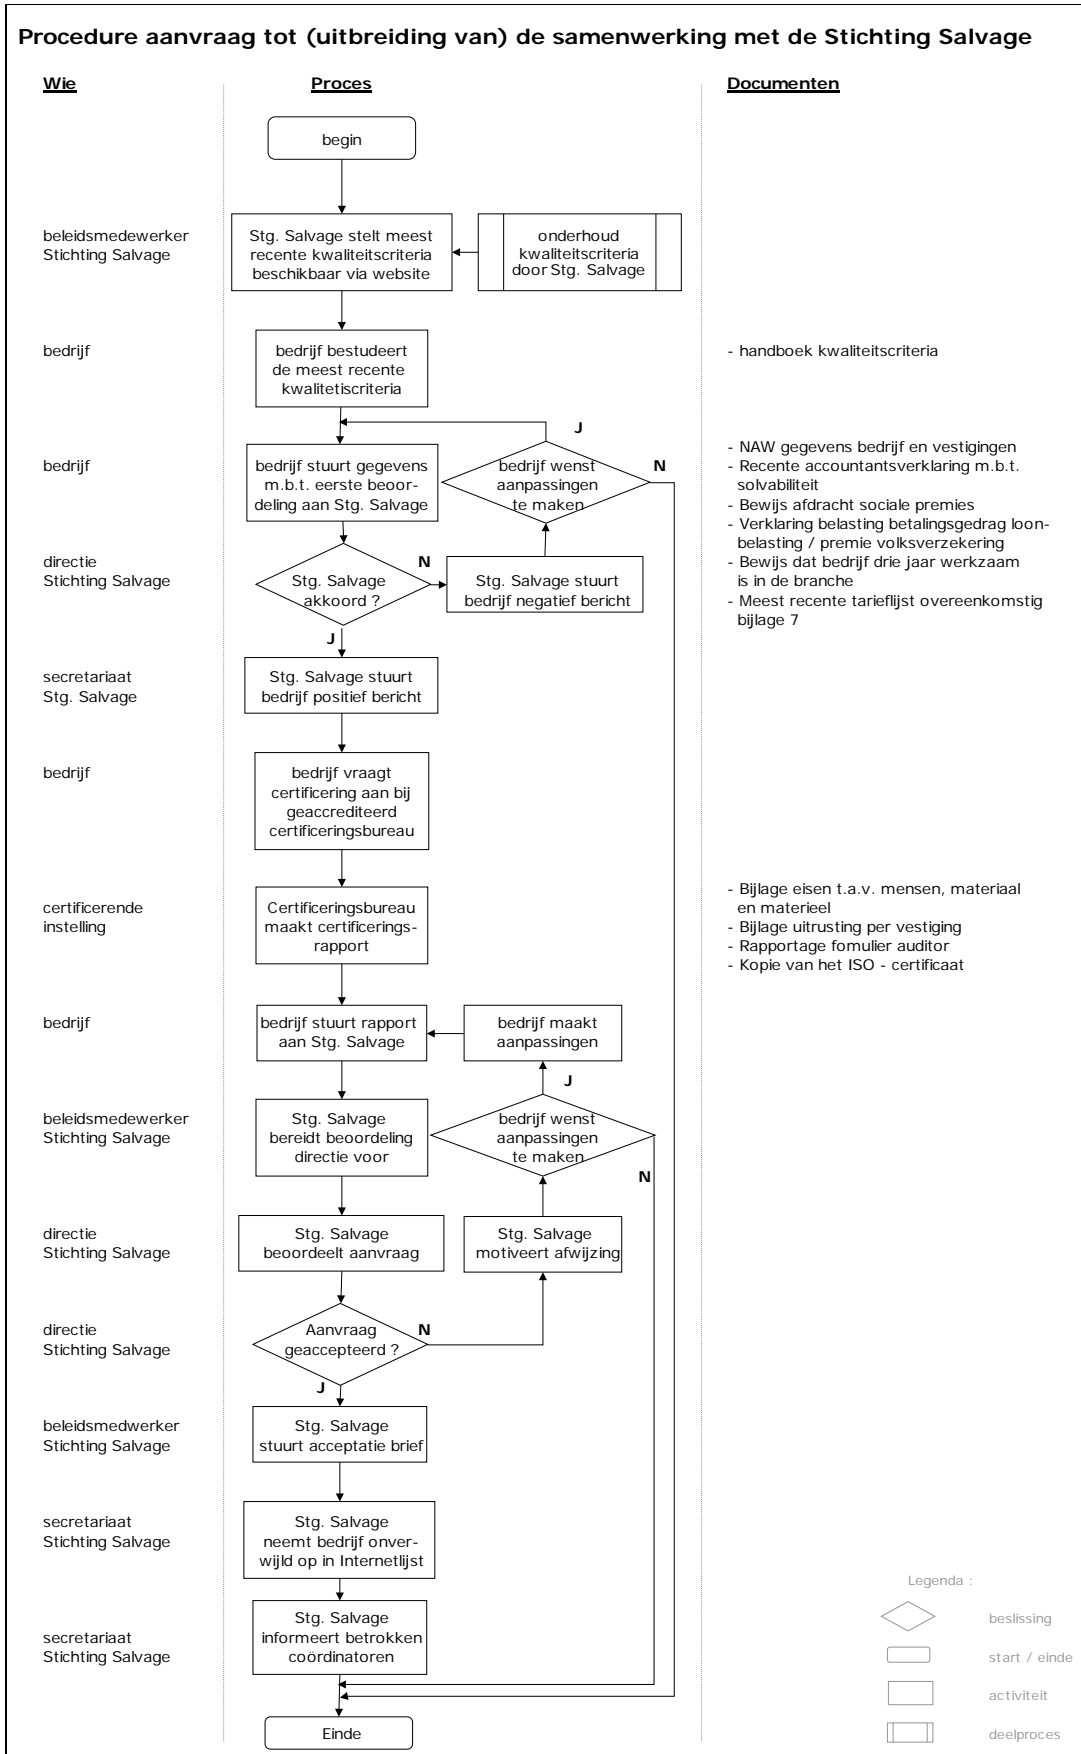 Procedure aanvraag tot (uitbreiding van) de samenwerking met de Stichting Salvage
Wie
Proces
Documenten
begin
beleidsmedewerker
Stichting Salvage
Stg. Salvage stelt meest
recente kwaliteitscriteria
beschikbaar via website
onderhoud
kwaliteitscriteria
door Stg. Salvage
bedrijf
bedrijf bestudeert
de meest recente
kwalitetiscriteria
- handboek kwaliteitscriteria
J
bedrijf
bedrijf stuurt gegevens
m.b.t. eerste beoor-
deling aan Stg. Salvage
bedrijf wenst
aanpassingen
te maken
N
- NAW gegevens bedrijf en vestigingen
- Recente accountantsverklaring m.b.t.
solvabiliteit
- Bewijs afdracht sociale premies
- Verklaring belasting betalingsgedrag loon-
belasting / premie volksverzekering
- Bewijs dat bedrijf drie jaar werkzaam
is in de branche
- Meest recente tarieflijst overeenkomstig
bijlage 7
directie
Stichting Salvage
Stg. Salvage
akkoord ?
N
Stg. Salvage stuurt
bedrijf negatief bericht
J
secretariaat
Stg. Salvage
Stg. Salvage stuurt
bedrijf positief bericht
bedrijf
bedrijf vraagt
certificering aan bij
geaccrediteerd
certificeringsbureau
certificerende
instelling
Certificeringsbureau
maakt certificerings-
rapport
- Bijlage eisen t.a.v. mensen, materiaal
en materieel
- Bijlage uitrusting per vestiging
- Rapportage fomulier auditor
- Kopie van het ISO - certificaat
bedrijf
bedrijf stuurt rapport
aan Stg. Salvage
bedrijf maakt
aanpassingen
J
beleidsmedewerker
Stichting Salvage
Stg. Salvage
bereidt beoordeling
directie voor
bedrijf wenst
aanpassingen
te maken
N
directie
Stichting Salvage
Stg. Salvage
beoordeelt aanvraag
Stg. Salvage
motiveert afwijzing
directie
Stichting Salvage
Aanvraag
geaccepteerd ?
N
J
beleidsmedwerker
Stichting Salvage
Stg. Salvage
stuurt acceptatie brief
secretariaat
Stichting Salvage
Stg. Salvage
neemt bedrijf onver-
wijld op in Internetlijst
secretariaat
Stichting Salvage
Stg. Salvage
informeert betrokken
coördinatoren
Einde
Legenda :
beslissing
start / einde
activiteit
deelproces